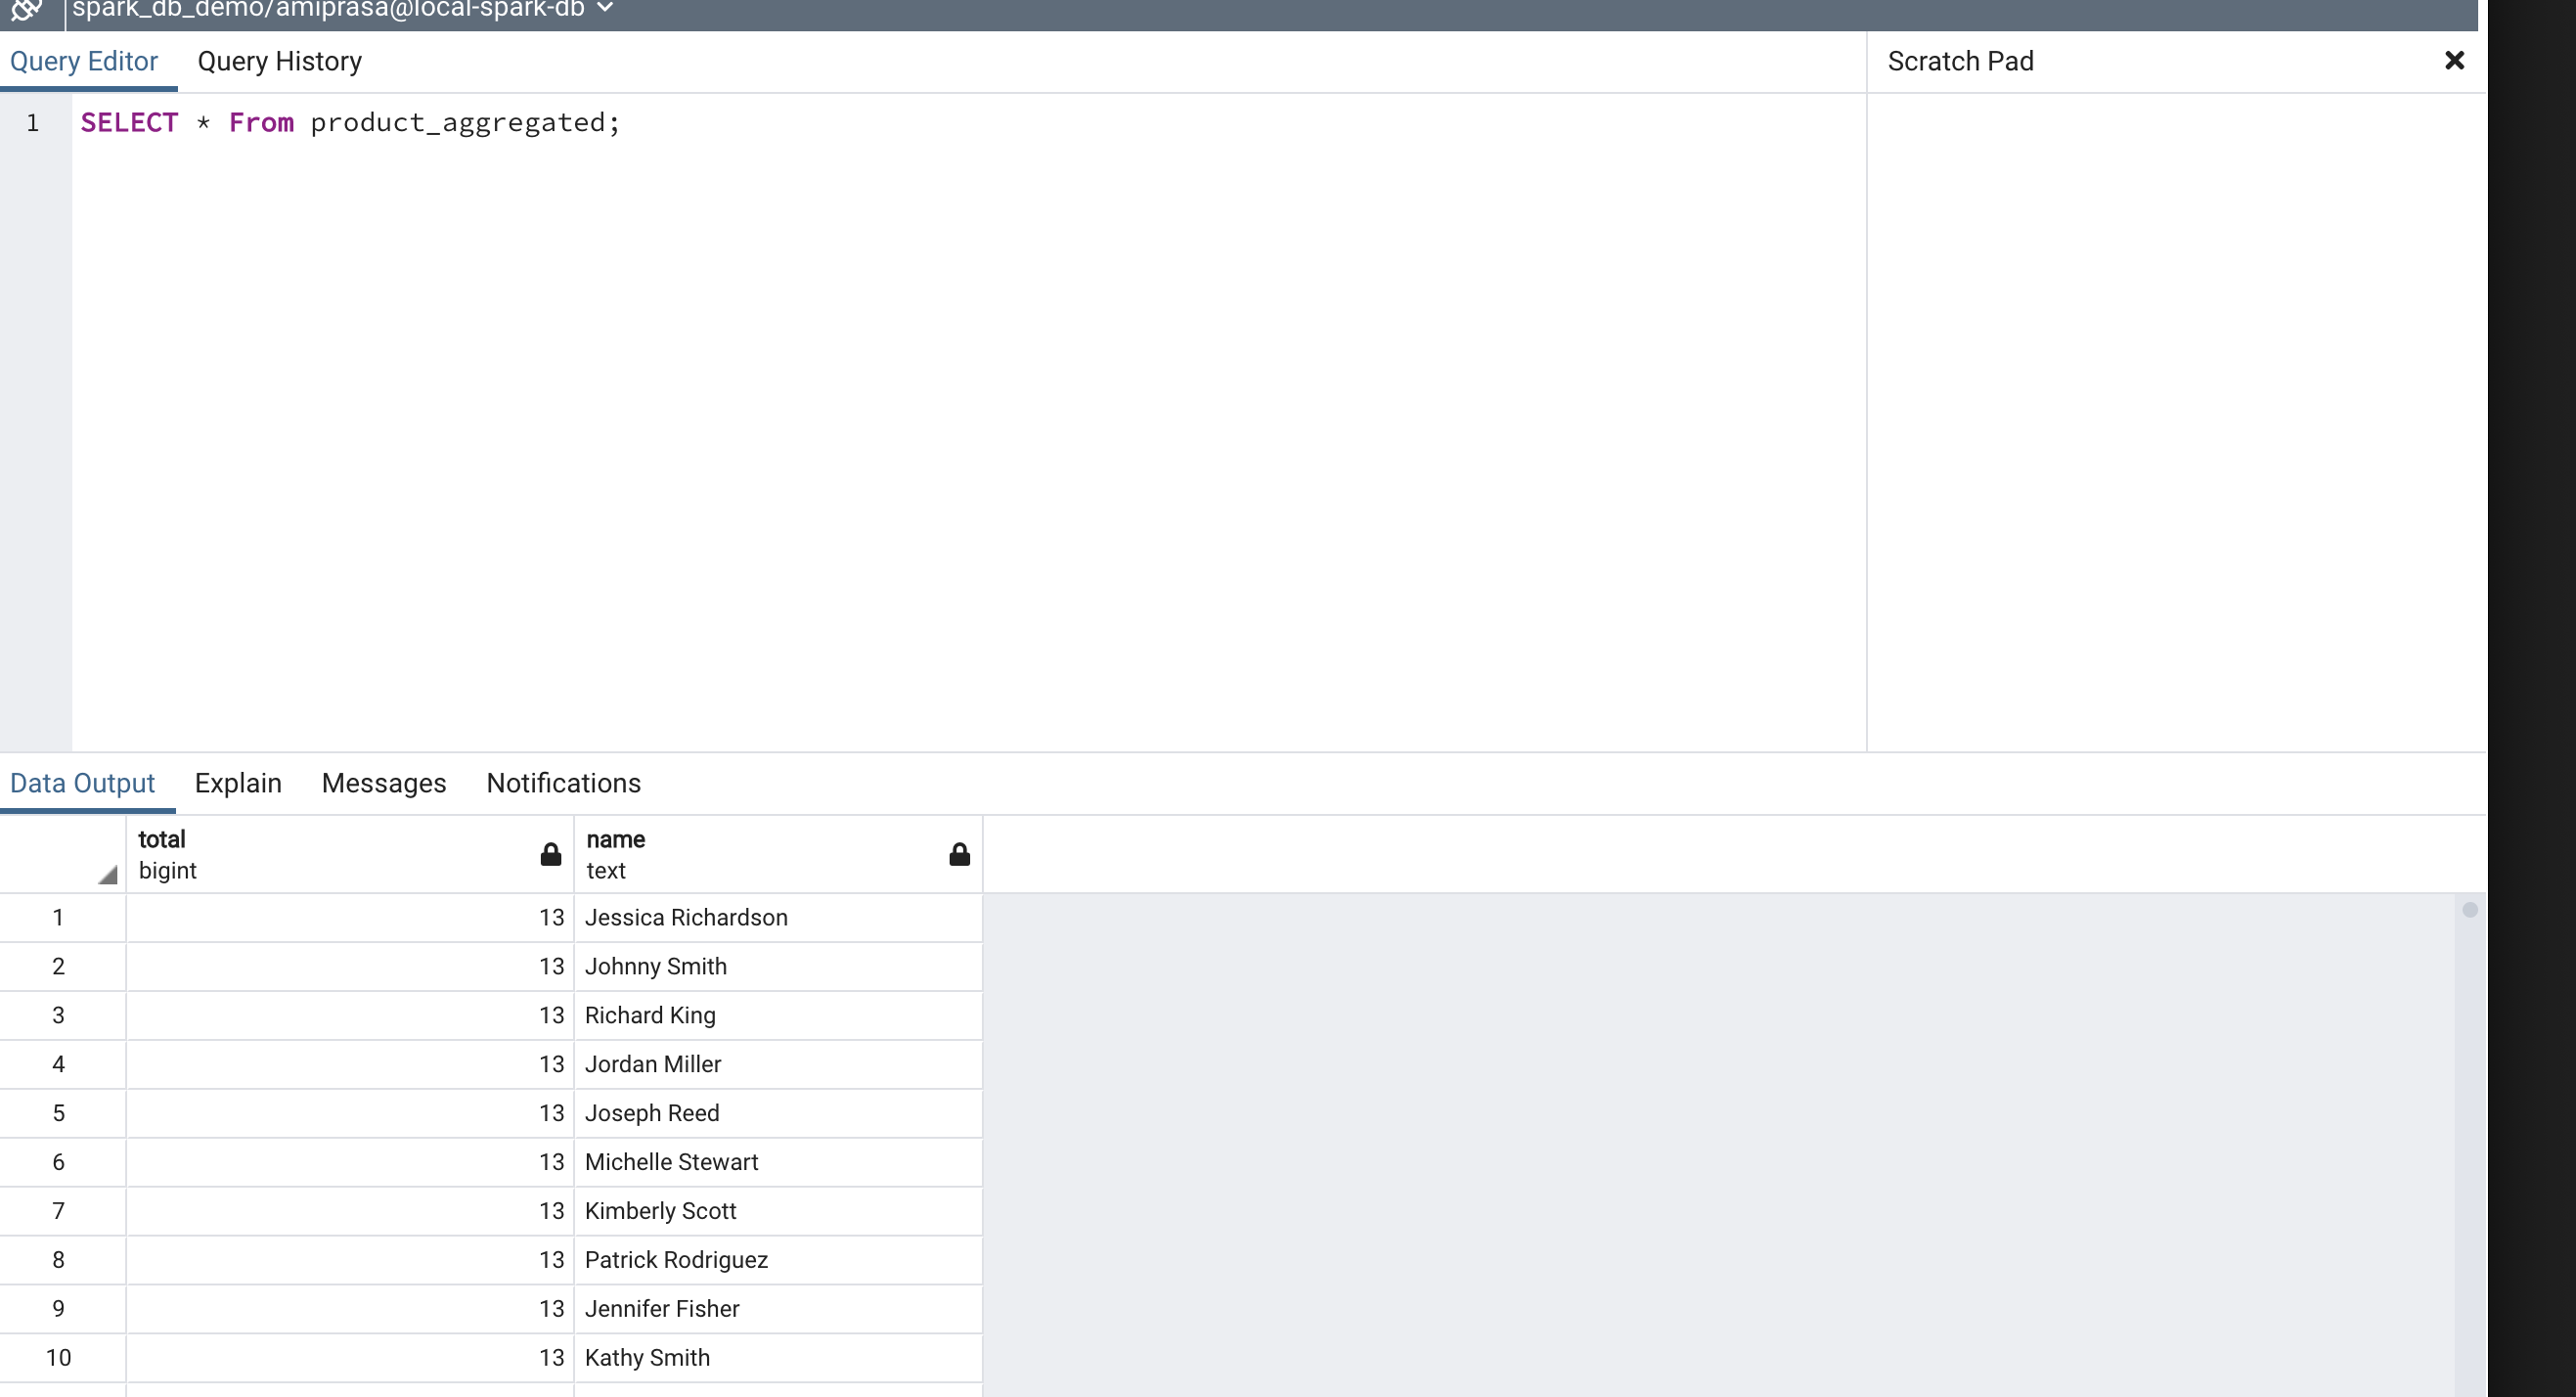 spark_db_demo/amiprasa@local-spark-db
Query Editor Query History Scratch Pad
1 SELECT * From product_aggregated;
Data Output Explain Messages Notifications
total name
bigint text
1 13 Jessica Richardson
2 13 Johnny Smith
3 13 Richard King
4 13 Jordan Miller
5 13 Joseph Reed
6 13 Michelle Stewart
7 13 Kimberly Scott
8 13 Patrick Rodriguez
9 13 Jennifer Fisher
10 13 Kathy Smith